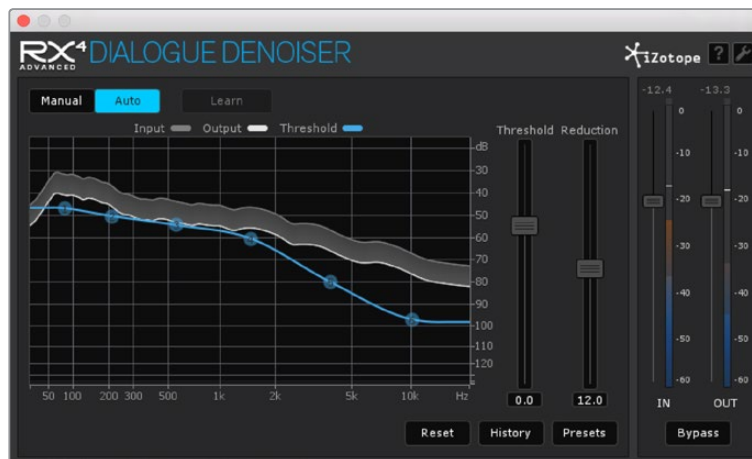 RX4 DIALOGUE DENOISER
ADVANCED
iZotope ?
Manual Auto Learn
Input Output Threshold
Threshold Reduction
-12.4 -13.3
-dB
-30
-40
-50
-60
-70
-80
-90
-100
-110
-120
50 100 200 300 500 1k 2k 5k 10k Hz
0.0 12.0
0
-10
-20
-30
-40
-50
-60
0
-10
-20
-30
-40
-50
-60
IN OUT
Reset History Presets Bypass